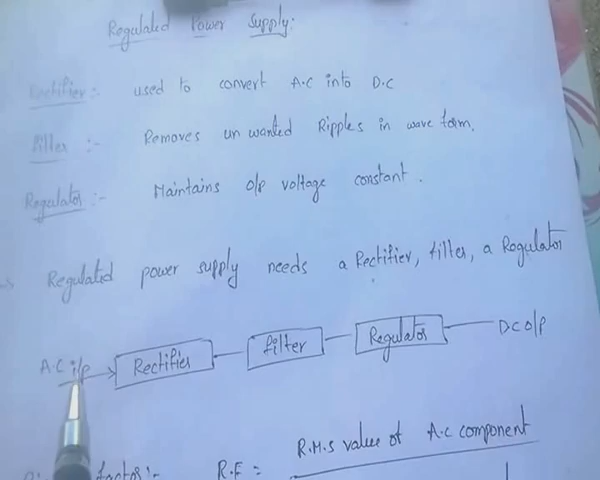 Regulated Power Supply:
Rectifier:- used to convert A.C into D.C
Filter :- Removes un wanted Ripples in wave form.
Regulator:- Maintains o/p voltage constant.
Regulated power supply needs a Rectifier, filter, a Regulator
A.C i/p Rectifier filter Regulator DC O/P
R.M.S value of A.C component
factor:- R.F =